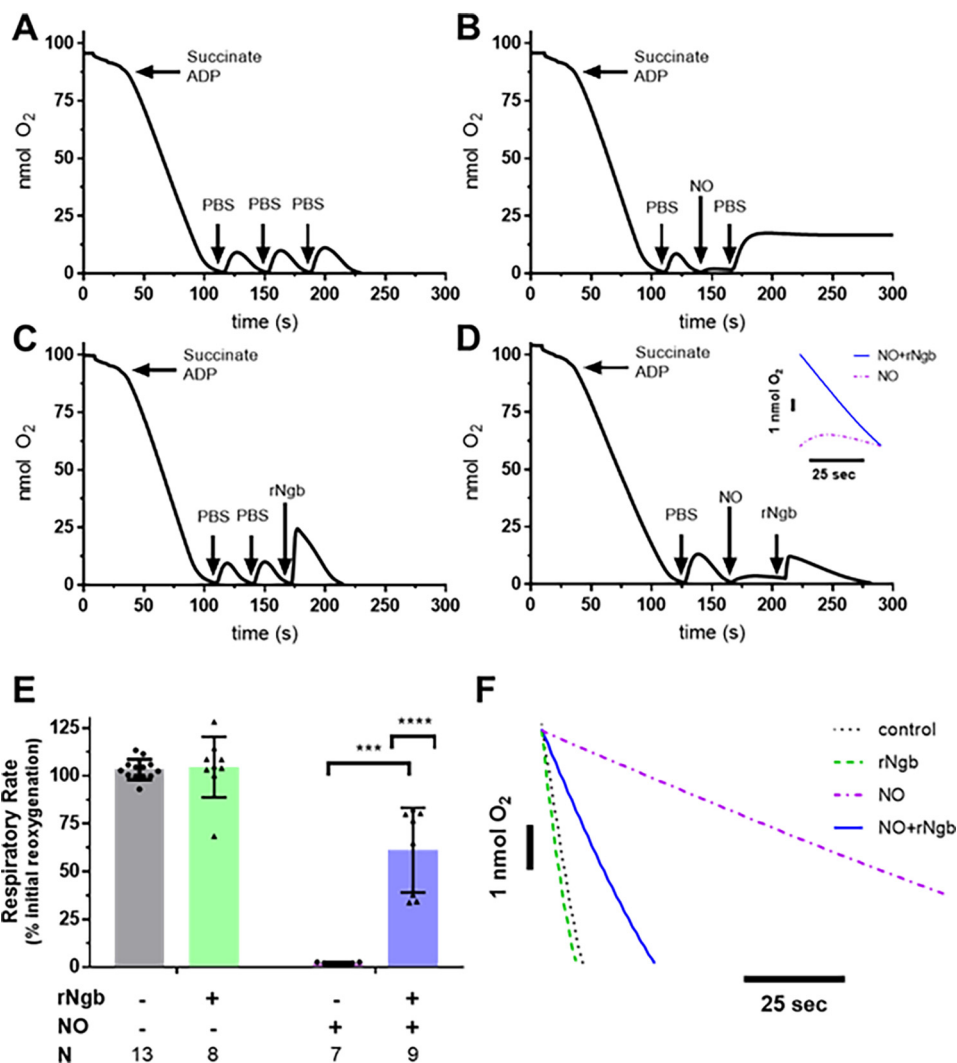 A
100
75
50
25
0
nmol O2
Succinate
ADP
PBS PBS PBS
0 50 100 150 200 250 300
time (s)
B
100
75
50
25
0
nmol O2
Succinate
ADP
PBS NO PBS
0 50 100 150 200 250 300
time (s)
C
100
75
50
25
0
nmol O2
Succinate
ADP
PBS PBS rNgb
0 50 100 150 200 250 300
time (s)
D
100
75
50
25
0
nmol O2
Succinate
ADP
PBS NO rNgb
0 50 100 150 200 250 300
time (s)
NO+rNgb
NO
1 nmol O2
25 sec
E
Respiratory Rate
(% Initial reoxygenation)
125
100
75
50
25
0
*** ****
rNgb - + - +
NO - - + +
N 13 8 7 9
F
control
rNgb
NO
NO+rNgb
1 nmol O2
25 sec